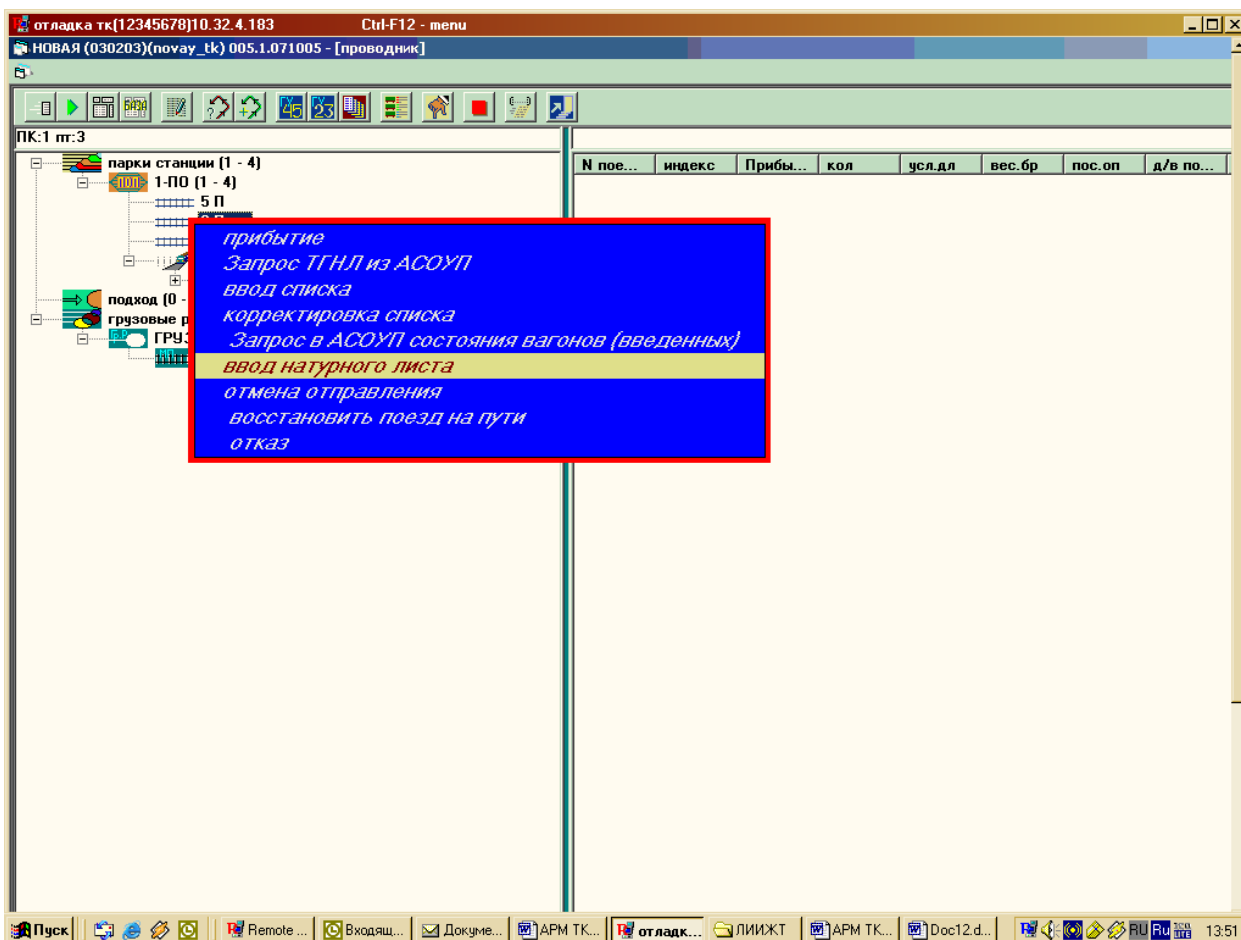 отладка тк(12345678)10.32.4.183 Ctrl-F12 - menu
НОВАЯ (030203)(novay_tk) 005.1.071005 - [проводник]
БАЗА 45 23
ПК:1 пт:3
парки станции (1 - 4)
N пое... индекс Прибы... кол усл.дл вес.бр пос.оп д/в по...
1-ПО (1 - 4)
5 П
прибытие
Запрос ТГНЛ из АСОУП
ввод списка
подход (0 -
корректировка списка
грузовые р
Запрос в АСОУП состояния вагонов (введенных)
ГРУЗ
ввод натурного листа
отмена отправления
восстановить поезд на пути
отказ
Пуск Remote ... Входящ... Докуме... АРМ ТК... отладк... ЛИИЖТ АРМ ТК... Doc12.d... RU Ru 13:51